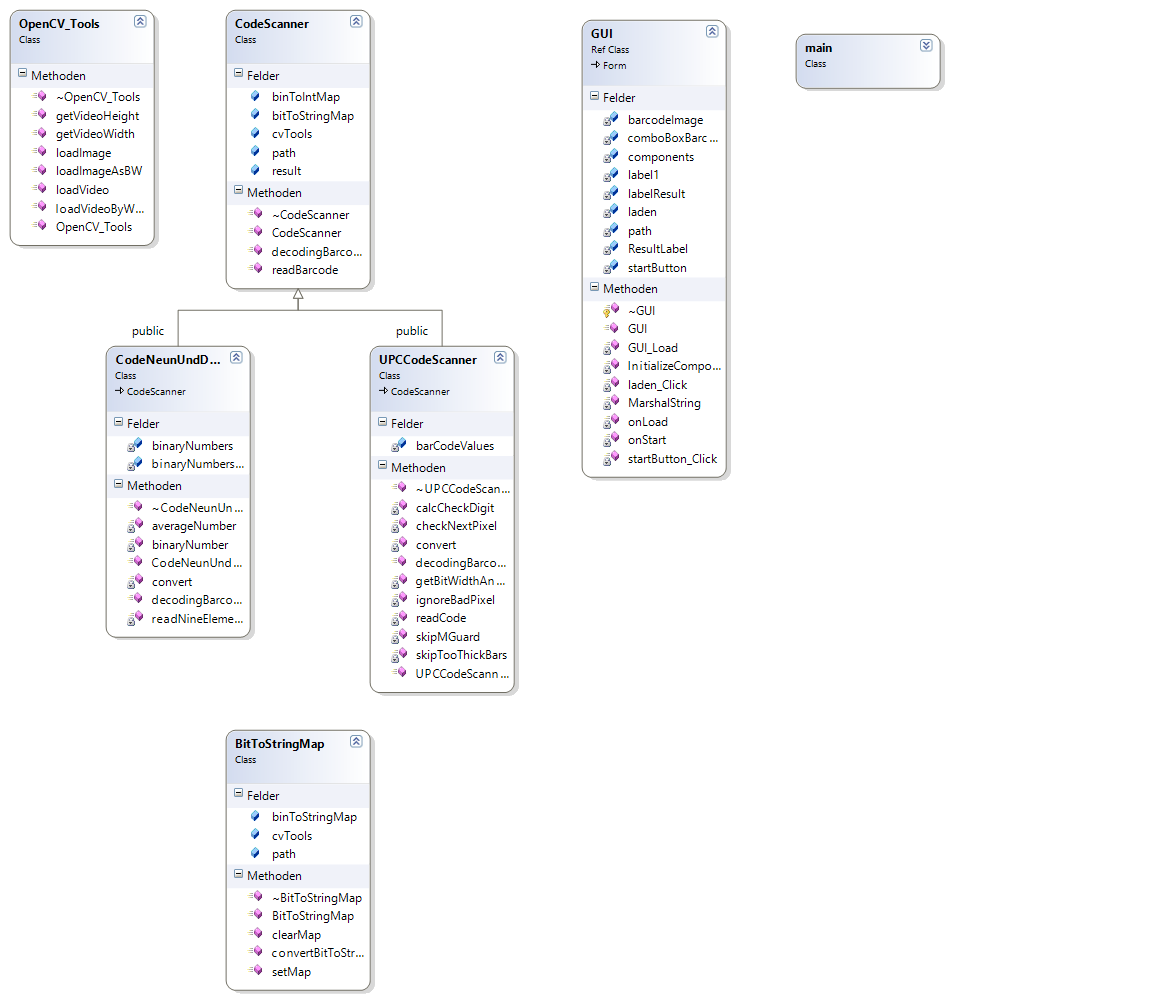 OpenCV_Tools
Class
Methoden
~OpenCV_Tools
getVideoHeight
getVideoWidth
loadImage
loadImageAsBW
loadVideo
loadVideoByW...
OpenCV_Tools
CodeScanner
Class
Felder
binToIntMap
bitToStringMap
cvTools
path
result
Methoden
~CodeScanner
CodeScanner
decodingBarco...
readBarcode
GUI
Ref Class
Form
Felder
barcodeImage
comboBoxBarc...
components
label1
labelResult
laden
path
ResultLabel
startButton
Methoden
~GUI
GUI
GUI_Load
InitializeCompo...
laden_Click
MarshalString
onLoad
onStart
startButton_Click
main
Class
public
public
CodeNeunUndD...
Class
CodeScanner
Felder
binaryNumbers
binaryNumbers...
Methoden
~CodeNeunUn...
averageNumber
binaryNumber
CodeNeunUnd...
convert
decodingBarco...
readNineEleme...
UPCCodeScanner
Class
CodeScanner
Felder
barCodeValues
Methoden
~UPCCodeScan...
calcCheckDigit
checkNextPixel
convert
decodingBarco...
getBitWidthAn...
ignoreBadPixel
readCode
skipMGuard
skipTooThickBars
UPCCodeScann...
BitToStringMap
Class
Felder
binToStringMap
cvTools
path
Methoden
~BitToStringMap
BitToStringMap
clearMap
convertBitToStr...
setMap